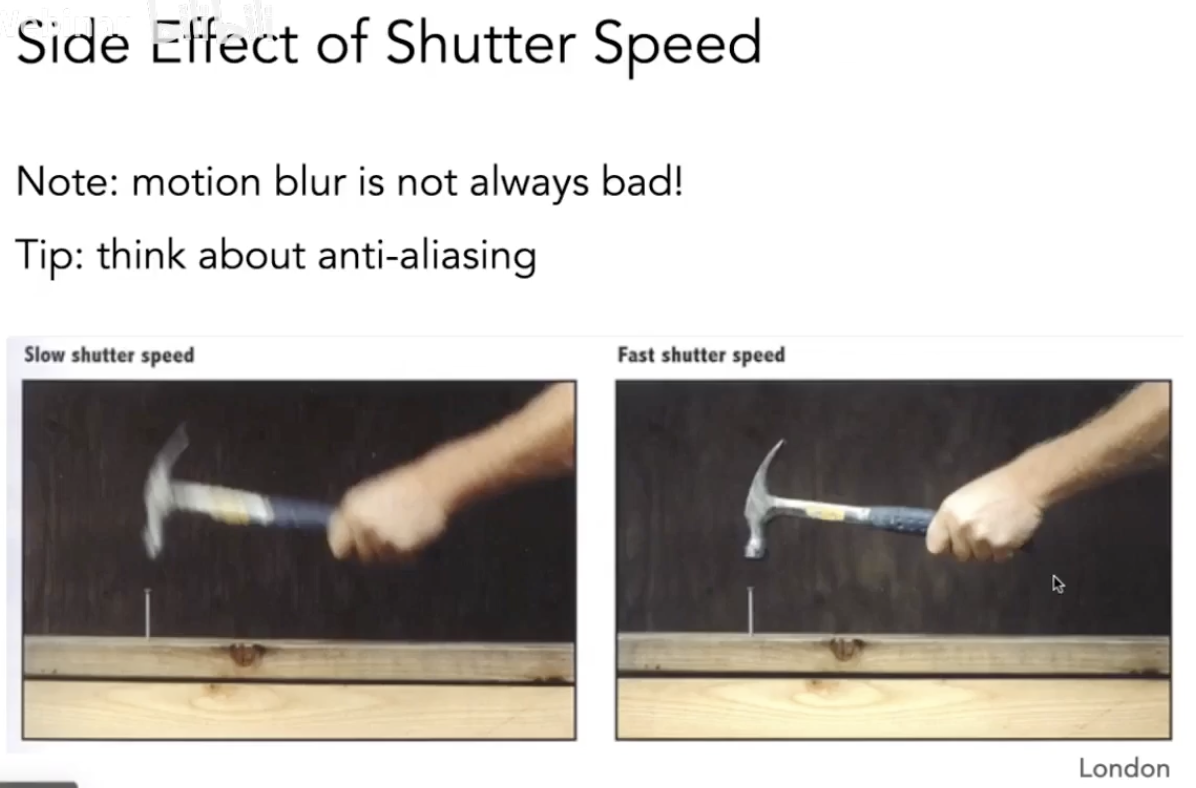 Side Effect of Shutter Speed
Note: motion blur is not always bad!
Tip: think about anti-aliasing
Slow shutter speed
Fast shutter speed
London